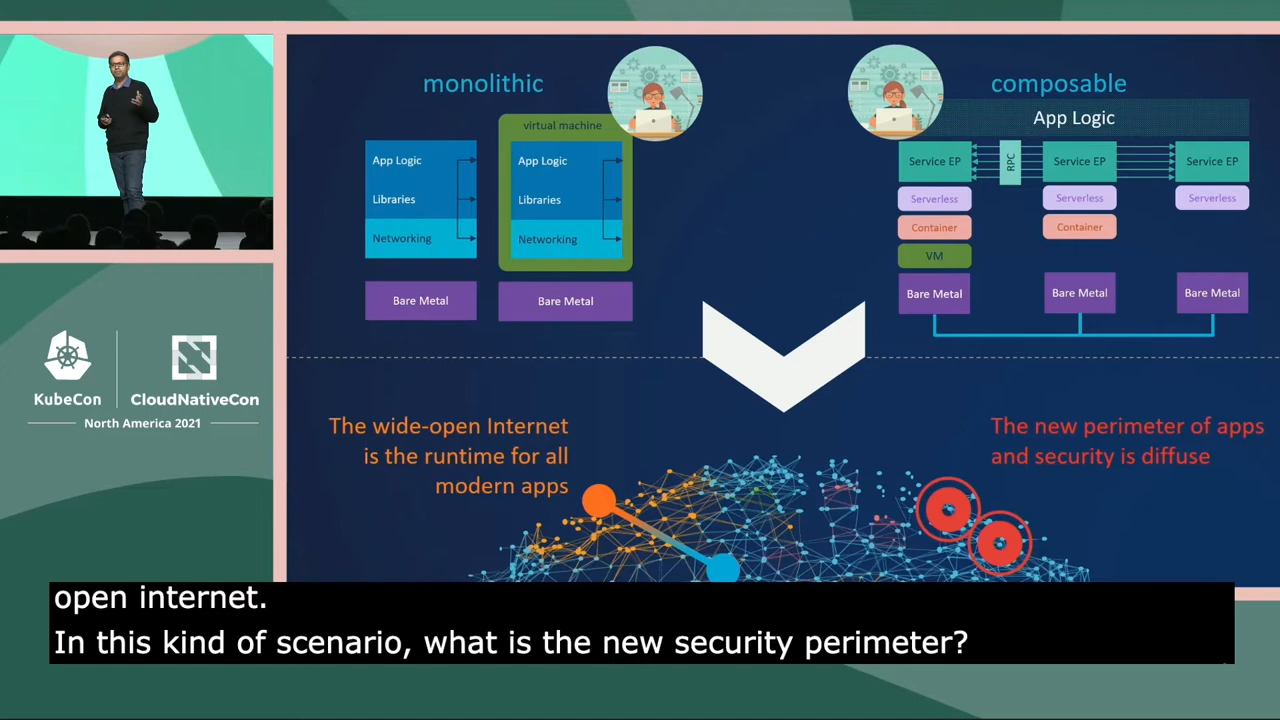 monolithic
virtual machine
App Logic
Libraries
Networking
Bare Metal
App Logic
Libraries
Networking
Bare Metal
composable
App Logic
Service EP
RPC
Service EP
Service EP
Serverless
Serverless
Serverless
Container
Container
VM
Bare Metal
Bare Metal
Bare Metal
KubeCon
CloudNativeCon
North America 2021
The wide-open Internet
is the runtime for all
modern apps
The new perimeter of apps
and security is diffuse
open internet.
In this kind of scenario, what is the new security perimeter?